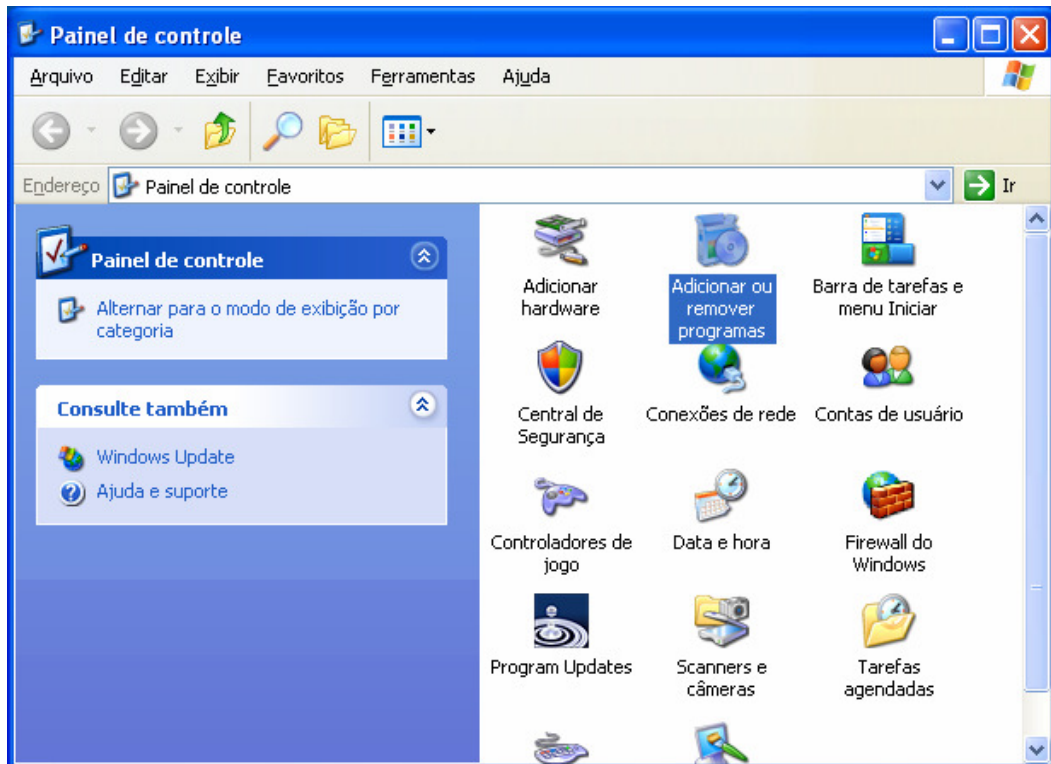 Painel de controle
Arquivo Editar Exibir Favoritos Ferramentas Ajuda
Endereço Painel de controle Ir
Painel de controle
Alternar para o modo de exibição por
categoria
Consulte também
Windows Update
Ajuda e suporte
Adicionar
hardware
Adicionar ou
remover
programas
Barra de tarefas e
menu Iniciar
Central de
Segurança
Conexões de rede
Contas de usuário
Controladores de
jogo
Data e hora
Firewall do
Windows
Program Updates
Scanners e
câmeras
Tarefas
agendadas